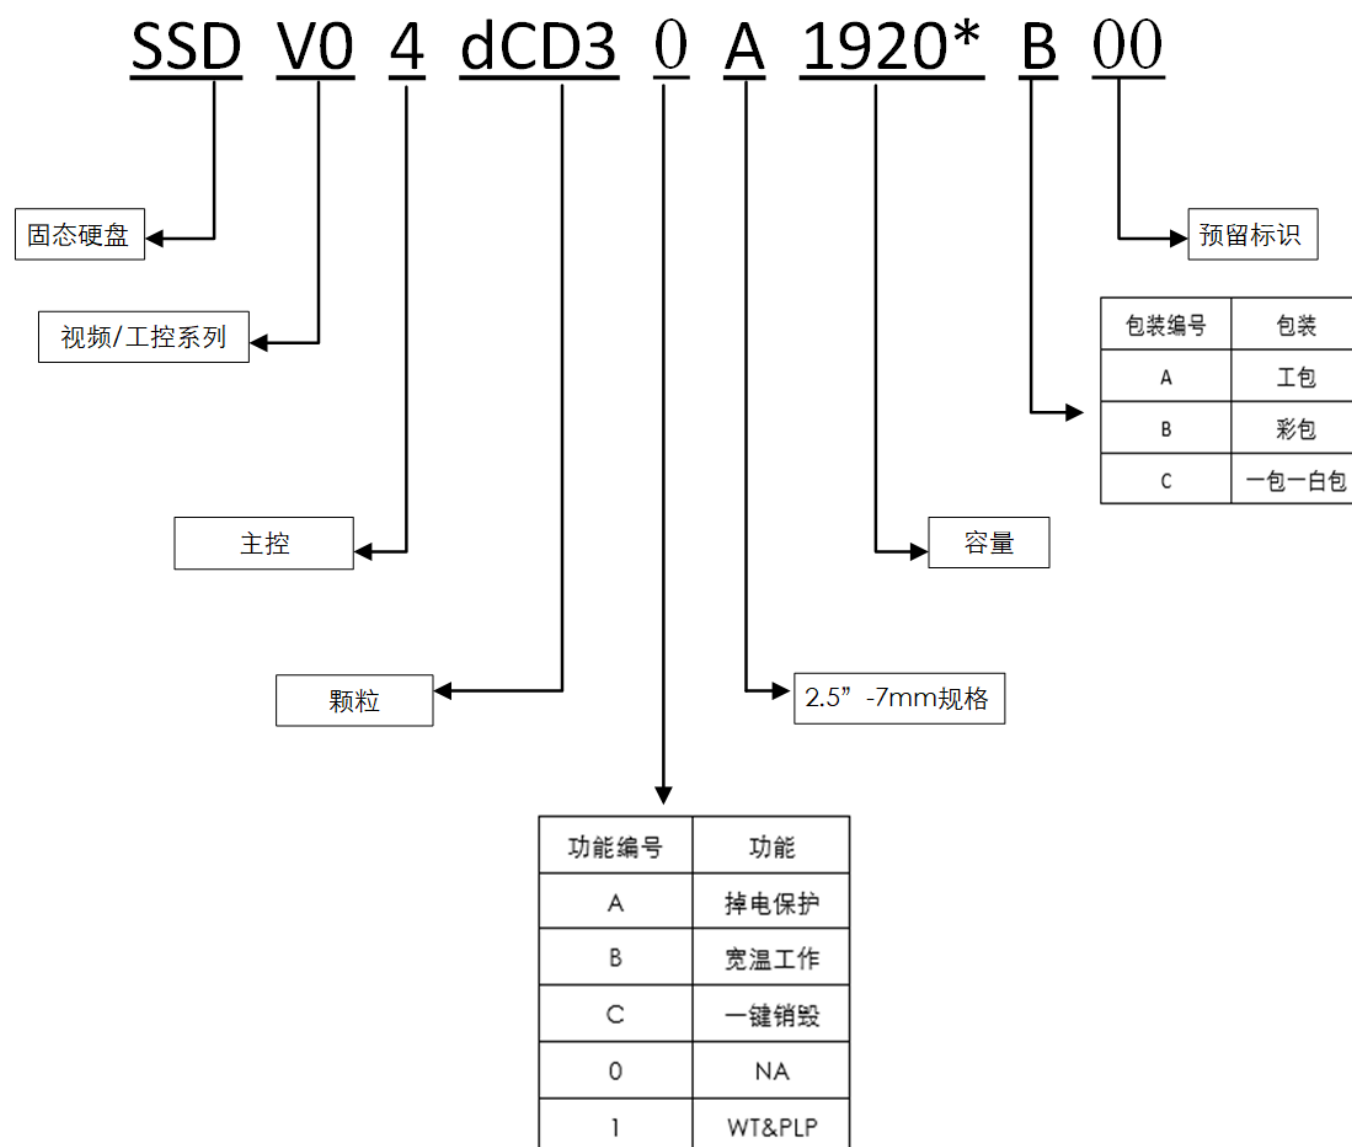 SSD V0 4 dCD3 0 A 1920* B 00
固态硬盘
预留标识
视频/工控系列
包装编号 包装
A 工包
B 彩包
C 一包一白包
主控
容量
颗粒
2.5”-7mm规格
功能编号 功能
A 掉电保护
B 宽温工作
C 一键销毁
0 NA
1 WT&PLP